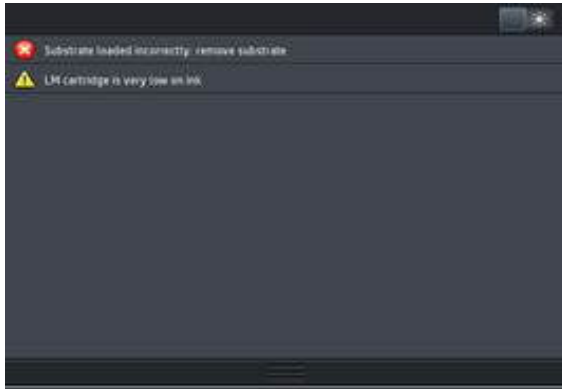 Substrate loaded incorrectly: remove substrate
LM cartridge is very low on ink